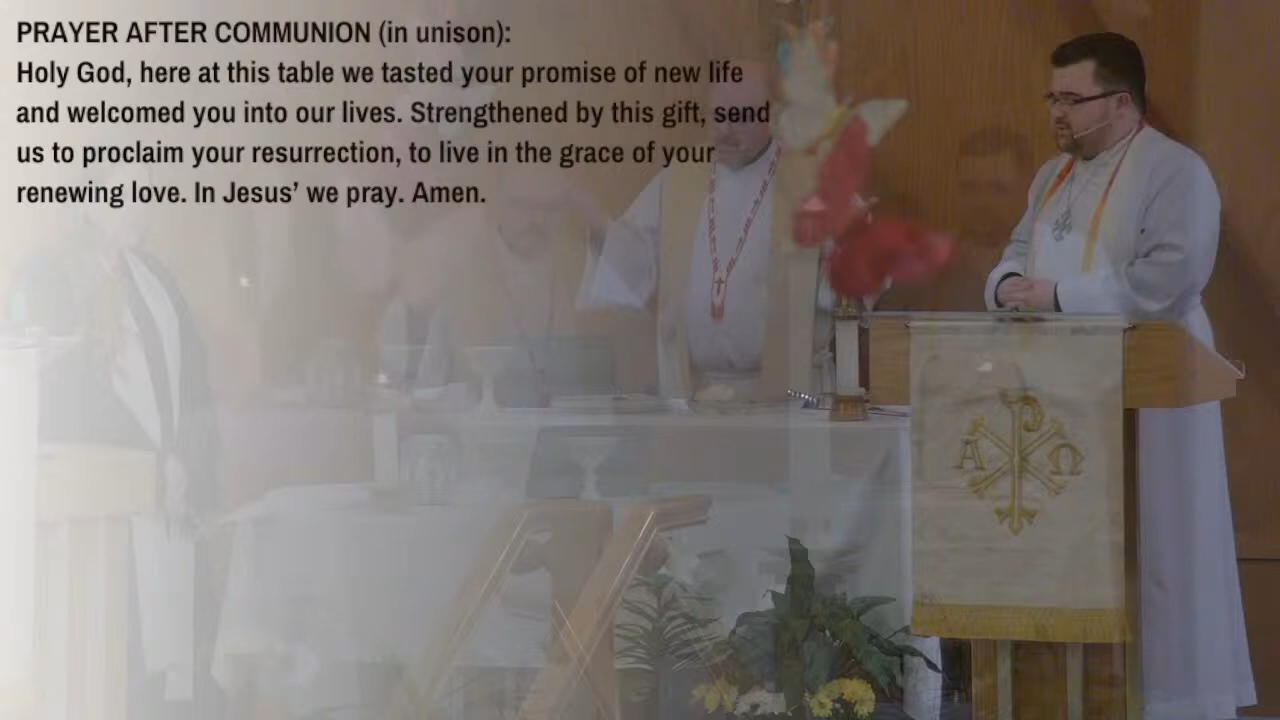 PRAYER AFTER COMMUNION (in unison):
Holy God, here at this table we tasted your promise of new life
and welcomed you into our lives. Strengthened by this gift, send
us to proclaim your resurrection, to live in the grace of your
renewing love. In Jesus’ we pray. Amen.
Α Ω